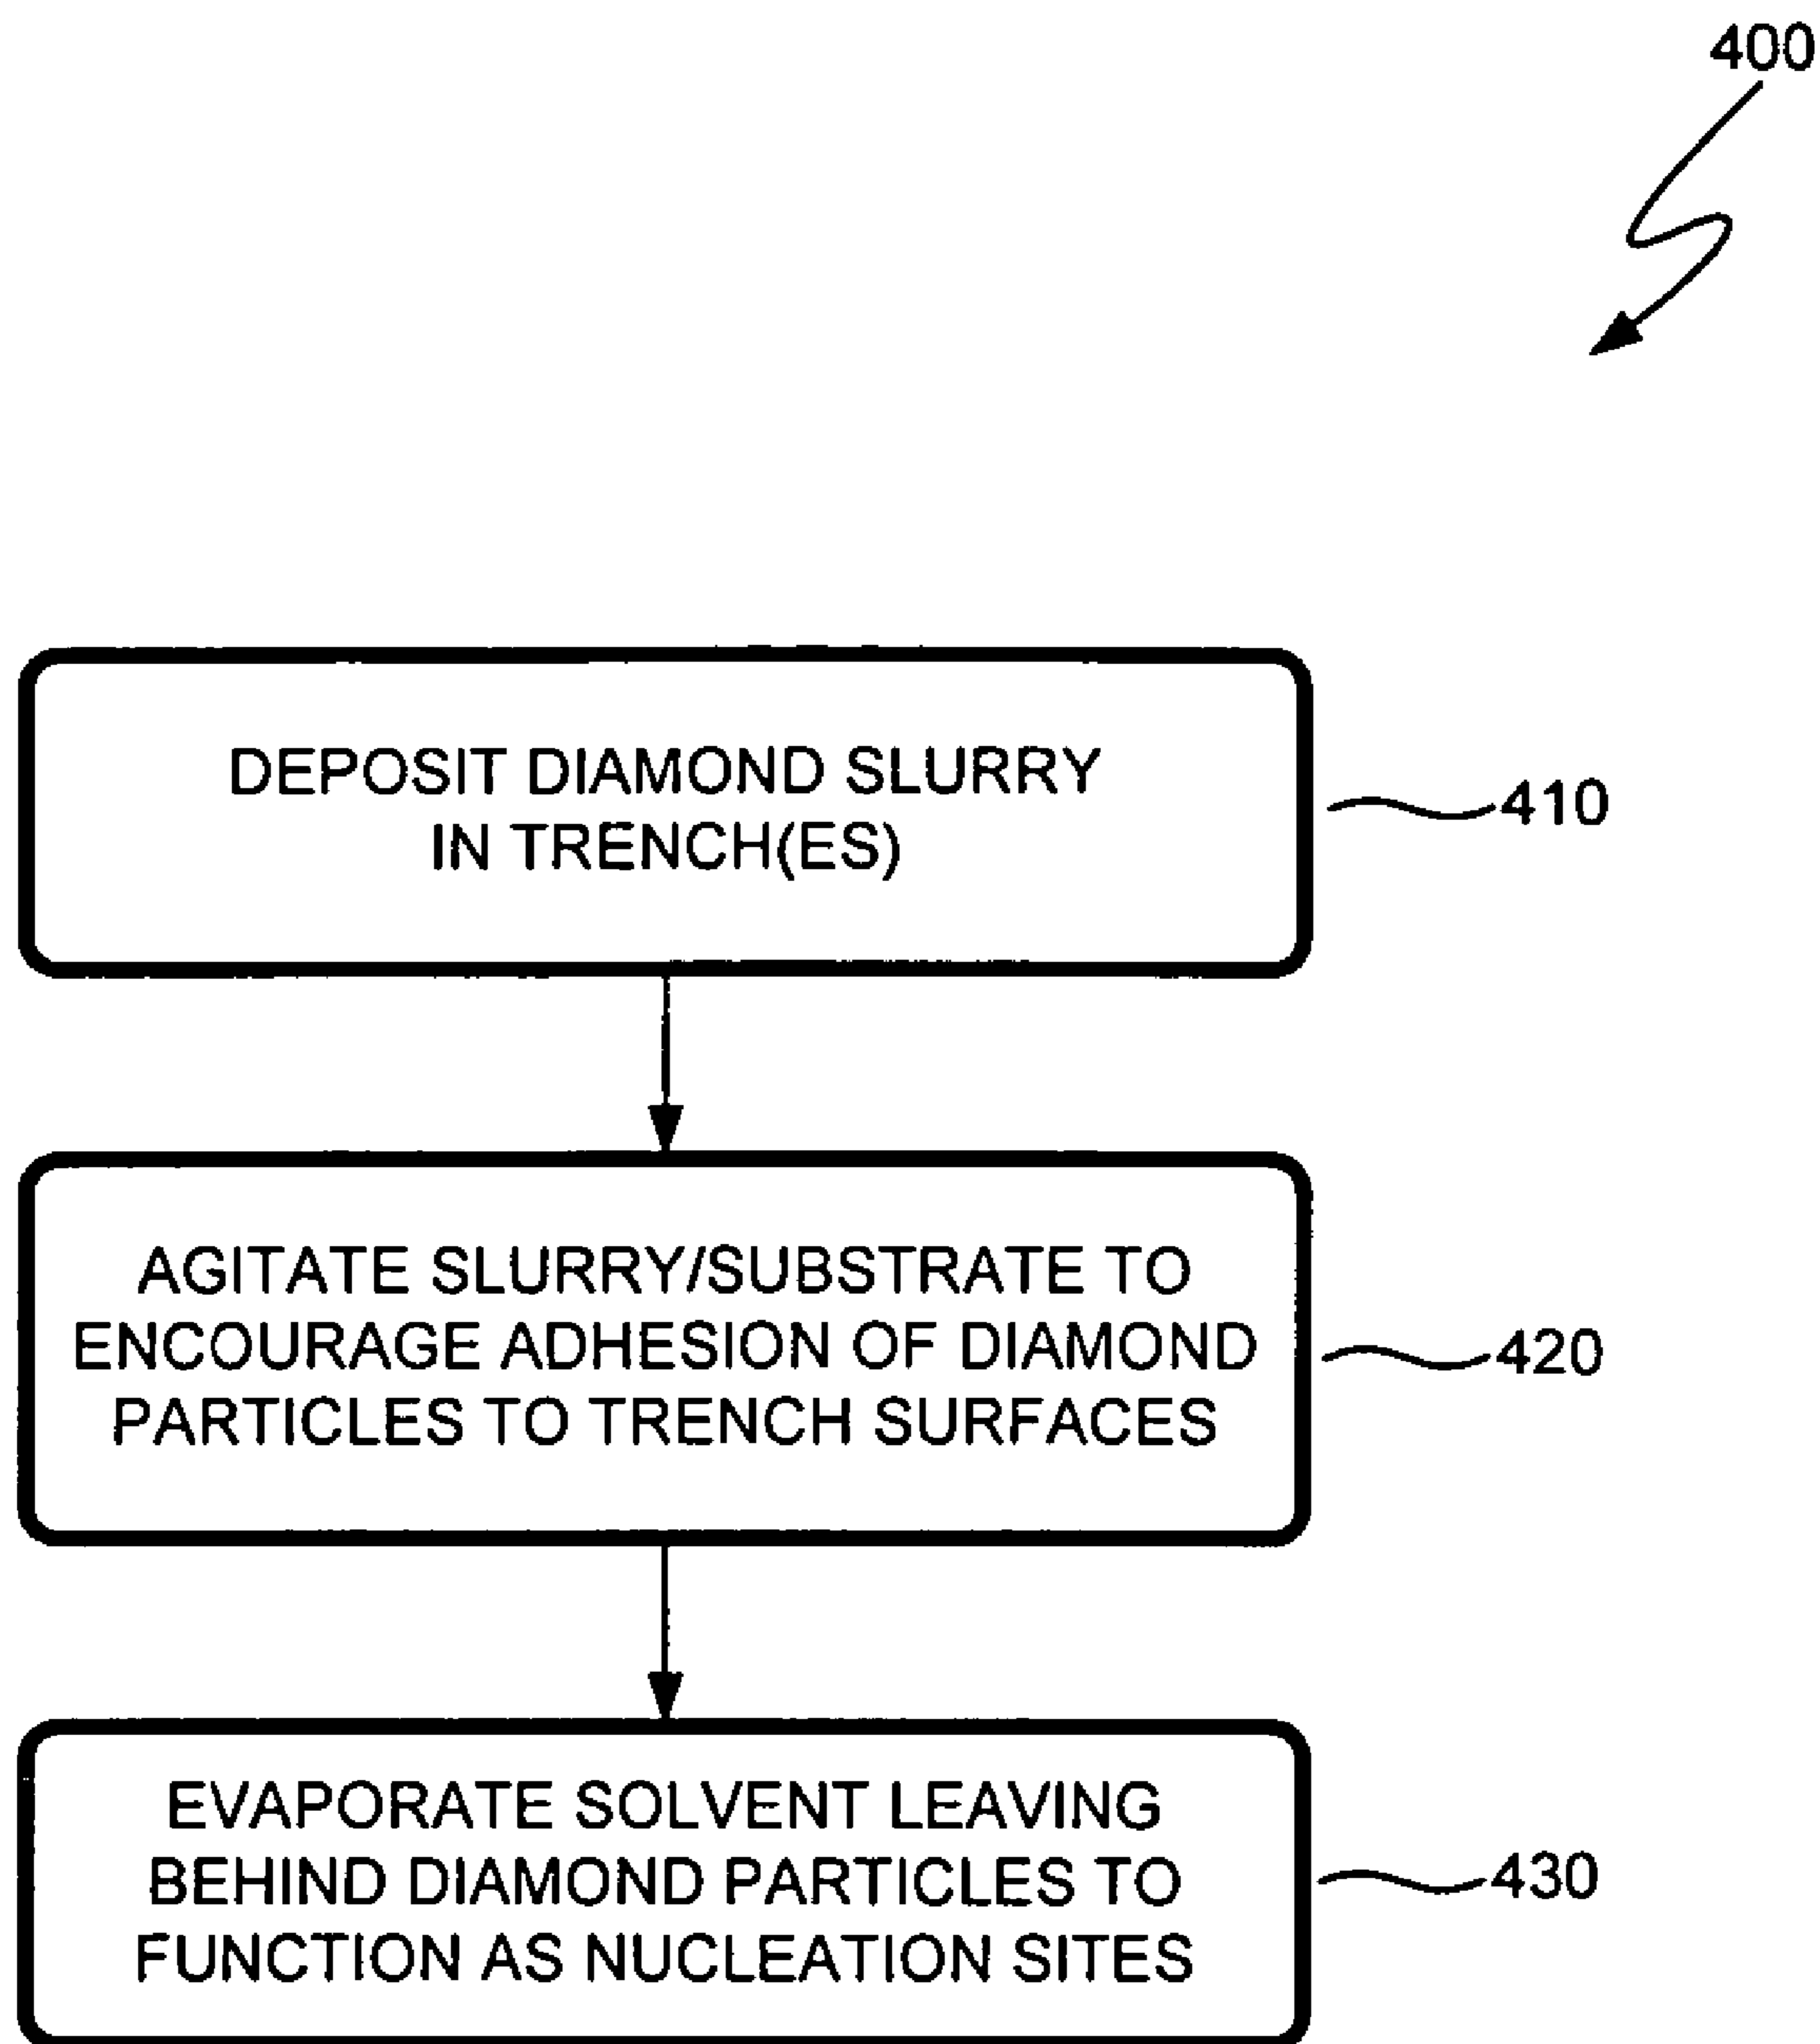 400
DEPOSIT DIAMOND SLURRY
IN TRENCH(ES)
410
AGITATE SLURRY/SUBSTRATE TO
ENCOURAGE ADHESION OF DIAMOND
PARTICLES TO TRENCH SURFACES
420
EVAPORATE SOLVENT LEAVING
BEHIND DIAMOND PARTICLES TO
FUNCTION AS NUCLEATION SITES
430